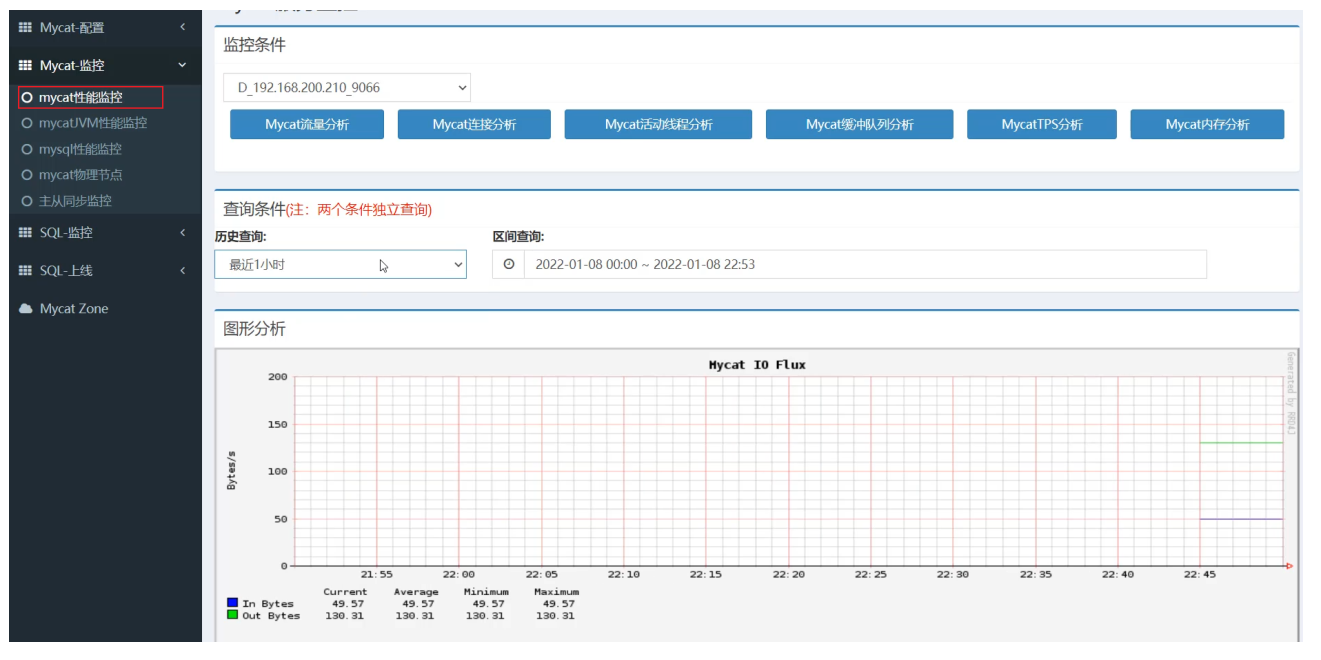 Mycat-配置
Mycat-监控
mycat性能监控
mycatJVM性能监控
mysql性能监控
mycat物理节点
主从同步监控
SQL-监控
SQL-上线
Mycat Zone
监控条件
D_192.168.200.210_9066
Mycat流量分析 Mycat连接分析 Mycat活动线程分析 Mycat缓冲队列分析 MycatTPS分析 Mycat内存分析
查询条件(注：两个条件独立查询)
历史查询: 区间查询:
最近1小时 2022-01-08 00:00 ~ 2022-01-08 22:53
图形分析
Mycat IO Flux
Generated by RRD4J
Bytes/s
200
150
100
50
0
21:55 22:00 22:05 22:10 22:15 22:20 22:25 22:30 22:35 22:40 22:45
Current Average Minimum Maximum
In Bytes 49.57 49.57 49.57 49.57
Out Bytes 130.31 130.31 130.31 130.31